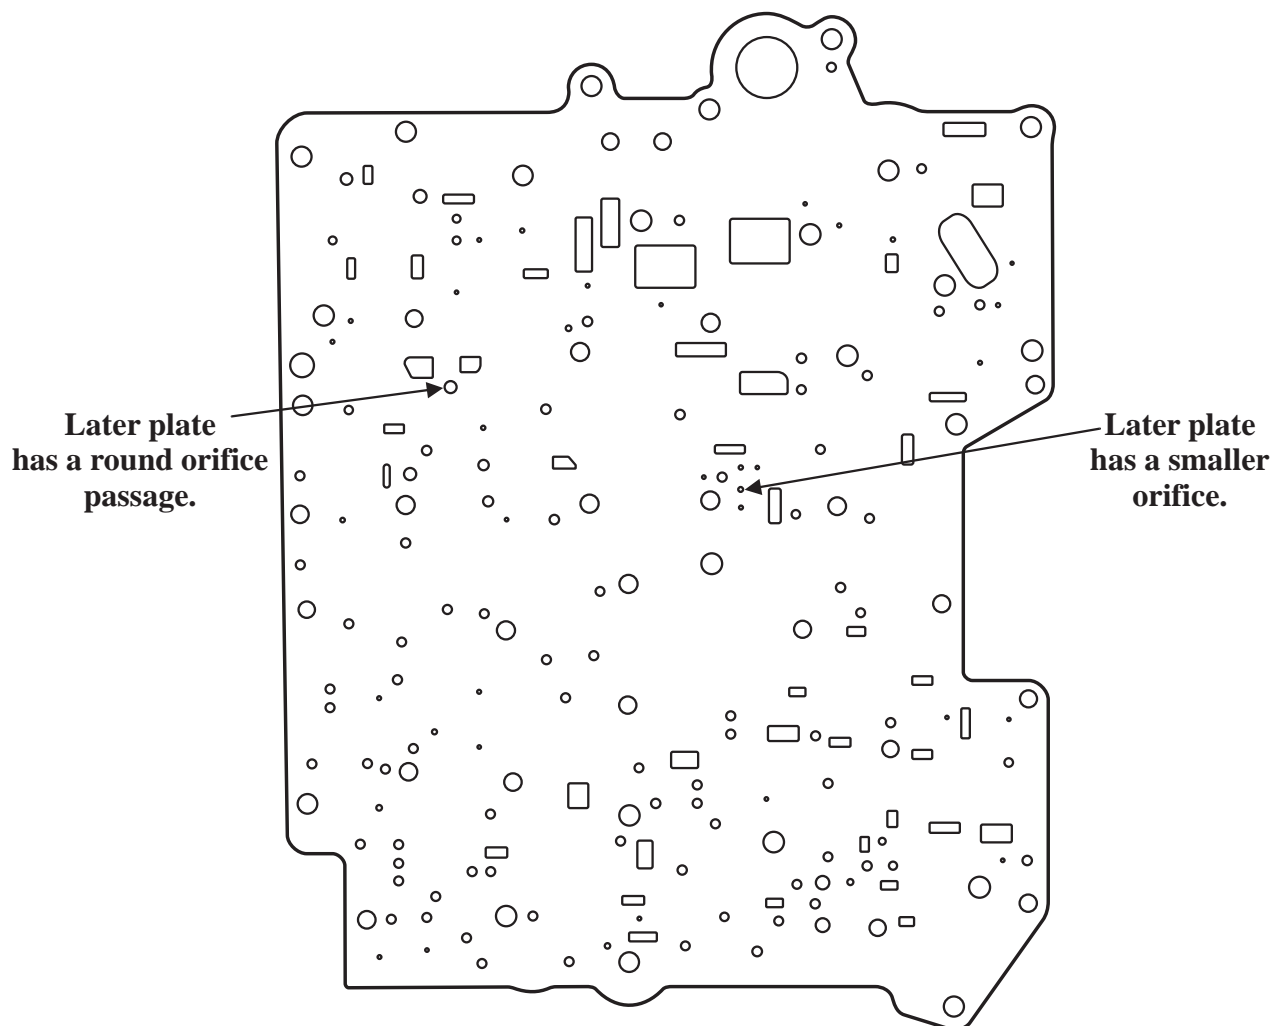 Later plate
has a round orifice
passage.
Later plate
has a smaller
orifice.